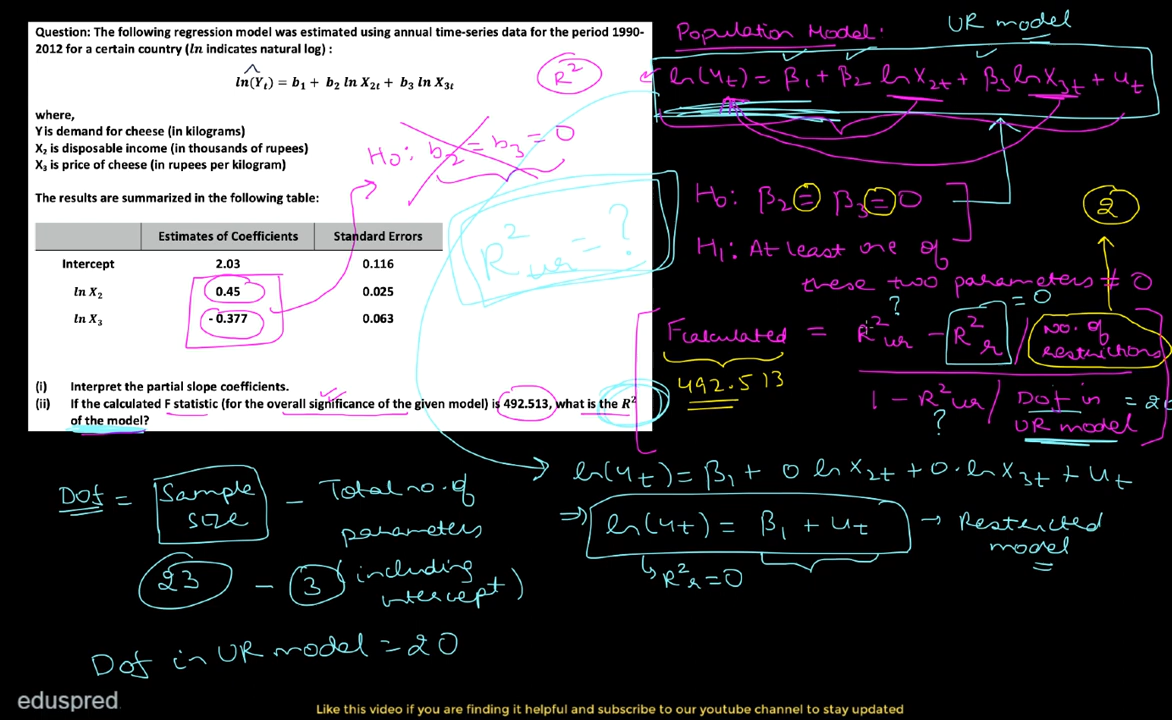 Question: The following regression model was estimated using annual time-series data for the period 1990-
2012 for a certain country (ln indicates natural log) :
ln(Yₜ) = b₁ + b₂ ln X₂ₜ + b₃ ln X₃ₜ
R²
where,
Y is demand for cheese (in kilograms)
X₂ is disposable income (in thousands of rupees)
X₃ is price of cheese (in rupees per kilogram)
H₀: b₂ = b₃ = 0
The results are summarized in the following table:
Estimates of Coefficients Standard Errors
Intercept 2.03 0.116
ln X₂ 0.45 0.025
ln X₃ - 0.377 0.063
R²ur = ?
(i) Interpret the partial slope coefficients.
(ii) If the calculated F statistic (for the overall significance of the given model) is 492.513, what is the R²
of the model?
Population Model:
UR model
ln(Yt) = β₁ + β₂ ln X₂t + β₃ ln X₃t + ut
H₀: β₂ = β₃ = 0
2
H₁: At least one of
these two parameters ≠ 0
? = 0
Fcalculated = R²ur - R²r / No. of restrictions
492.513
1 - R²ur / Dof in UR model = 20
?
ln(Yt) = β₁ + 0 ln X₂t + 0. ln X₃t + ut
⇒ ln(Yt) = β₁ + ut → Restricted model
↳ R²r = 0
Dof = Sample size - Total no. of
parameters
23 - 3 (including
intercept)
Dof in UR model = 20
eduspred
Like this video if you are finding it helpful and subscribe to our youtube channel to stay updated